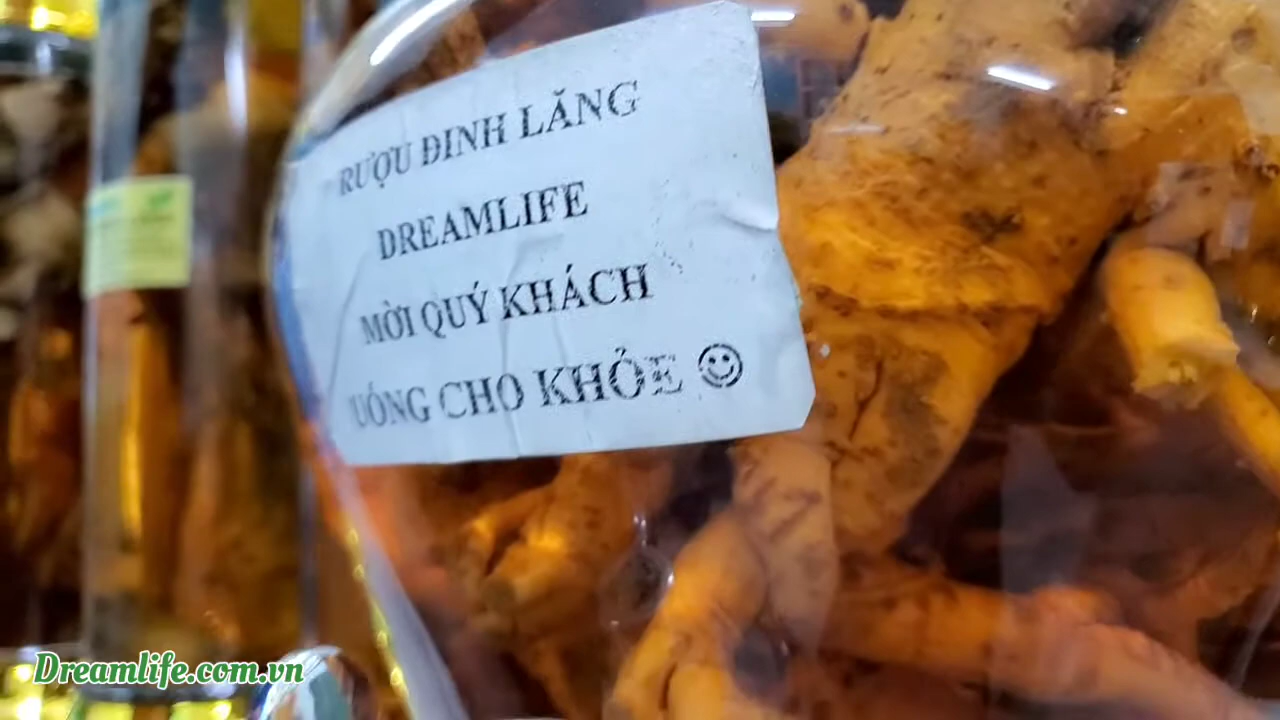 RƯỢU ĐINH LĂNG
DREAMLIFE
MỜI QUÝ KHÁCH
UỐNG CHO KHỎE ☺
Dreamlife.com.vn